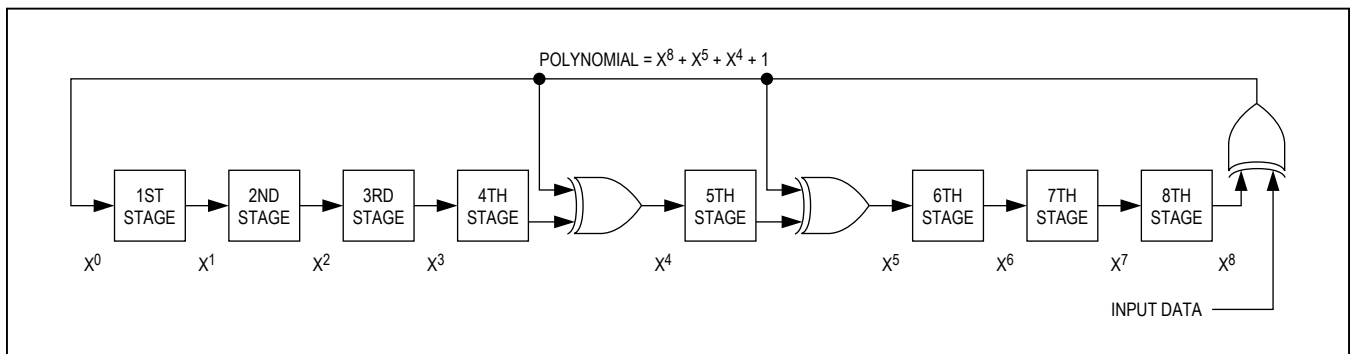 POLYNOMIAL = X⁸ + X⁵ + X⁴ + 1
1ST
STAGE
2ND
STAGE
3RD
STAGE
4TH
STAGE
5TH
STAGE
6TH
STAGE
7TH
STAGE
8TH
STAGE
X⁰
X¹
X²
X³
X⁴
X⁵
X⁶
X⁷
X⁸
INPUT DATA